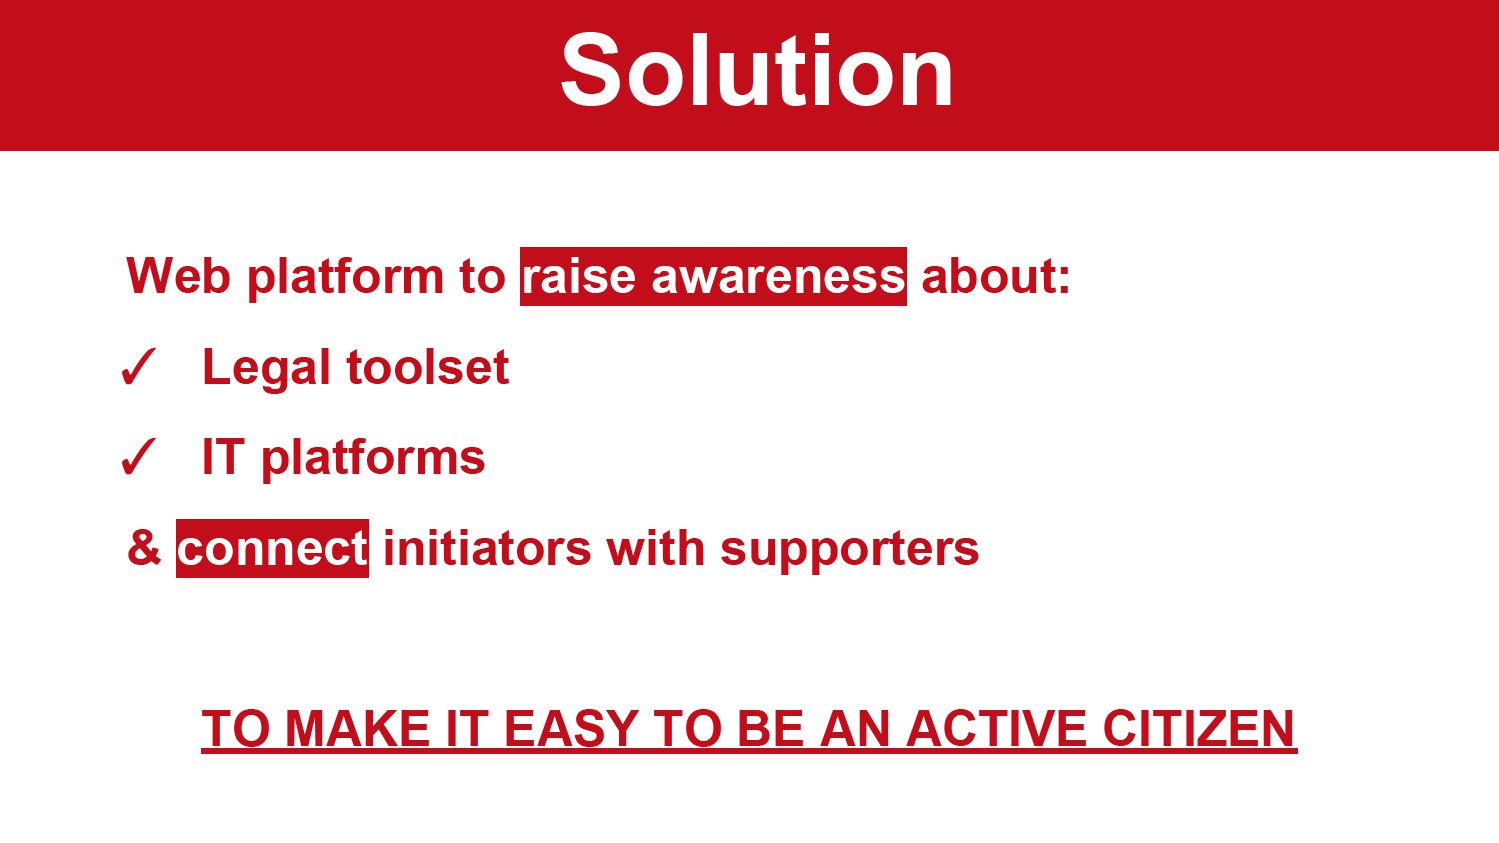 Solution
Web platform to raise awareness about:
✓ Legal toolset
✓ IT platforms
& connect initiators with supporters
TO MAKE IT EASY TO BE AN ACTIVE CITIZEN